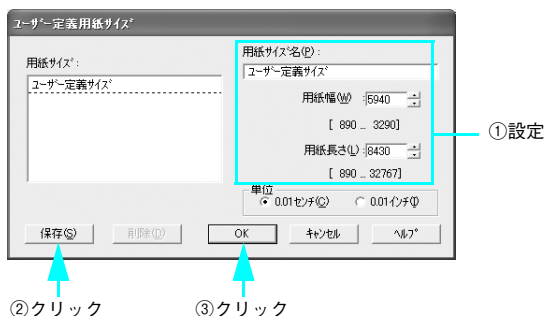 ユーザー定義用紙サイズ
用紙サイズ:
ユーザー定義サイズ
用紙サイズ名(P):
ユーザー定義サイズ
用紙幅(W) :5940
[ 890 .. 3290]
用紙長さ(L) :8430
[ 890 .. 32767]
単位
0.01センチ(C) 0.01インチ(I)
保存(S) 削除(D) OK キャンセル ヘルプ
①設定
②クリック ③クリック